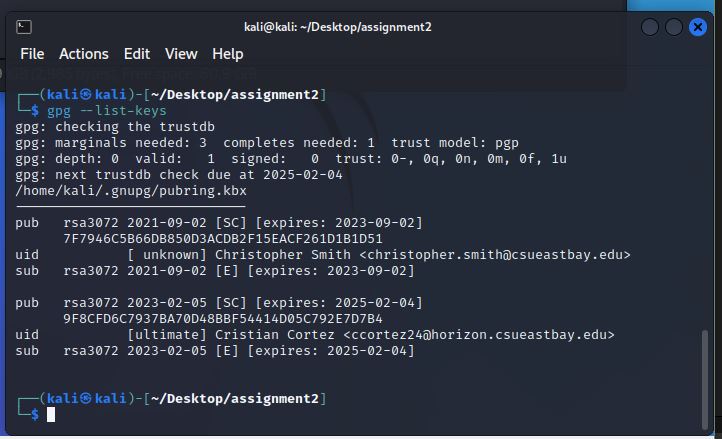 kali@kali: ~/Desktop/assignment2
File Actions Edit View Help
┌──(kali㉿kali)-[~/Desktop/assignment2]
└─$ gpg --list-keys
gpg: checking the trustdb
gpg: marginals needed: 3  completes needed: 1  trust model: pgp
gpg: depth: 0  valid:   1  signed:   0  trust: 0-, 0q, 0n, 0m, 0f, 1u
gpg: next trustdb check due at 2025-02-04
/home/kali/.gnupg/pubring.kbx
-----------------------------
pub   rsa3072 2021-09-02 [SC] [expires: 2023-09-02]
      7F7946C5B66DB850D3ACDB2F15EACF261D1B1D51
uid           [ unknown] Christopher Smith <christopher.smith@csueastbay.edu>
sub   rsa3072 2021-09-02 [E] [expires: 2023-09-02]
pub   rsa3072 2023-02-05 [SC] [expires: 2025-02-04]
      9F8CFD6C7937BA70D48BBF54414D05C792E7D7B4
uid           [ultimate] Cristian Cortez <ccortez24@horizon.csueastbay.edu>
sub   rsa3072 2023-02-05 [E] [expires: 2025-02-04]
┌──(kali㉿kali)-[~/Desktop/assignment2]
└─$